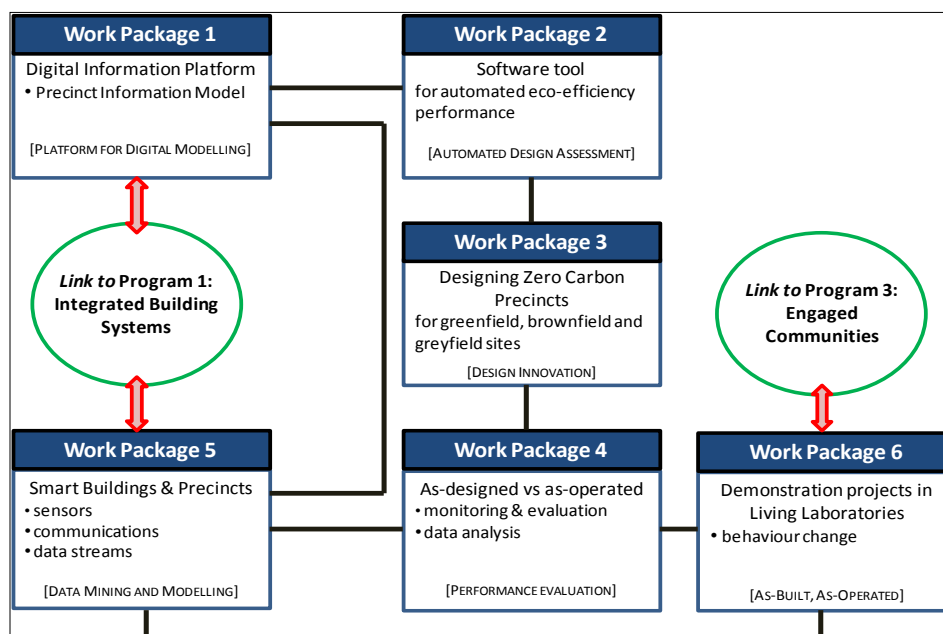 Work Package 1
Digital Information Platform
• Precinct Information Model
[PLATFORM FOR DIGITAL MODELLING]
Work Package 2
Software tool
for automated eco-efficiency
performance
[AUTOMATED DESIGN ASSESSMENT]
Link to Program 1:
Integrated Building
Systems
Work Package 3
Designing Zero Carbon
Precincts
for greenfield, brownfield and
greyfield sites
[DESIGN INNOVATION]
Link to Program 3:
Engaged
Communities
Work Package 5
Smart Buildings & Precincts
• sensors
• communications
• data streams
[DATA MINING AND MODELLING]
Work Package 4
As-designed vs as-operated
• monitoring & evaluation
• data analysis
[PERFORMANCE EVALUATION]
Work Package 6
Demonstration projects in
Living Laboratories
• behaviour change
[AS-BUILT, AS-OPERATED]